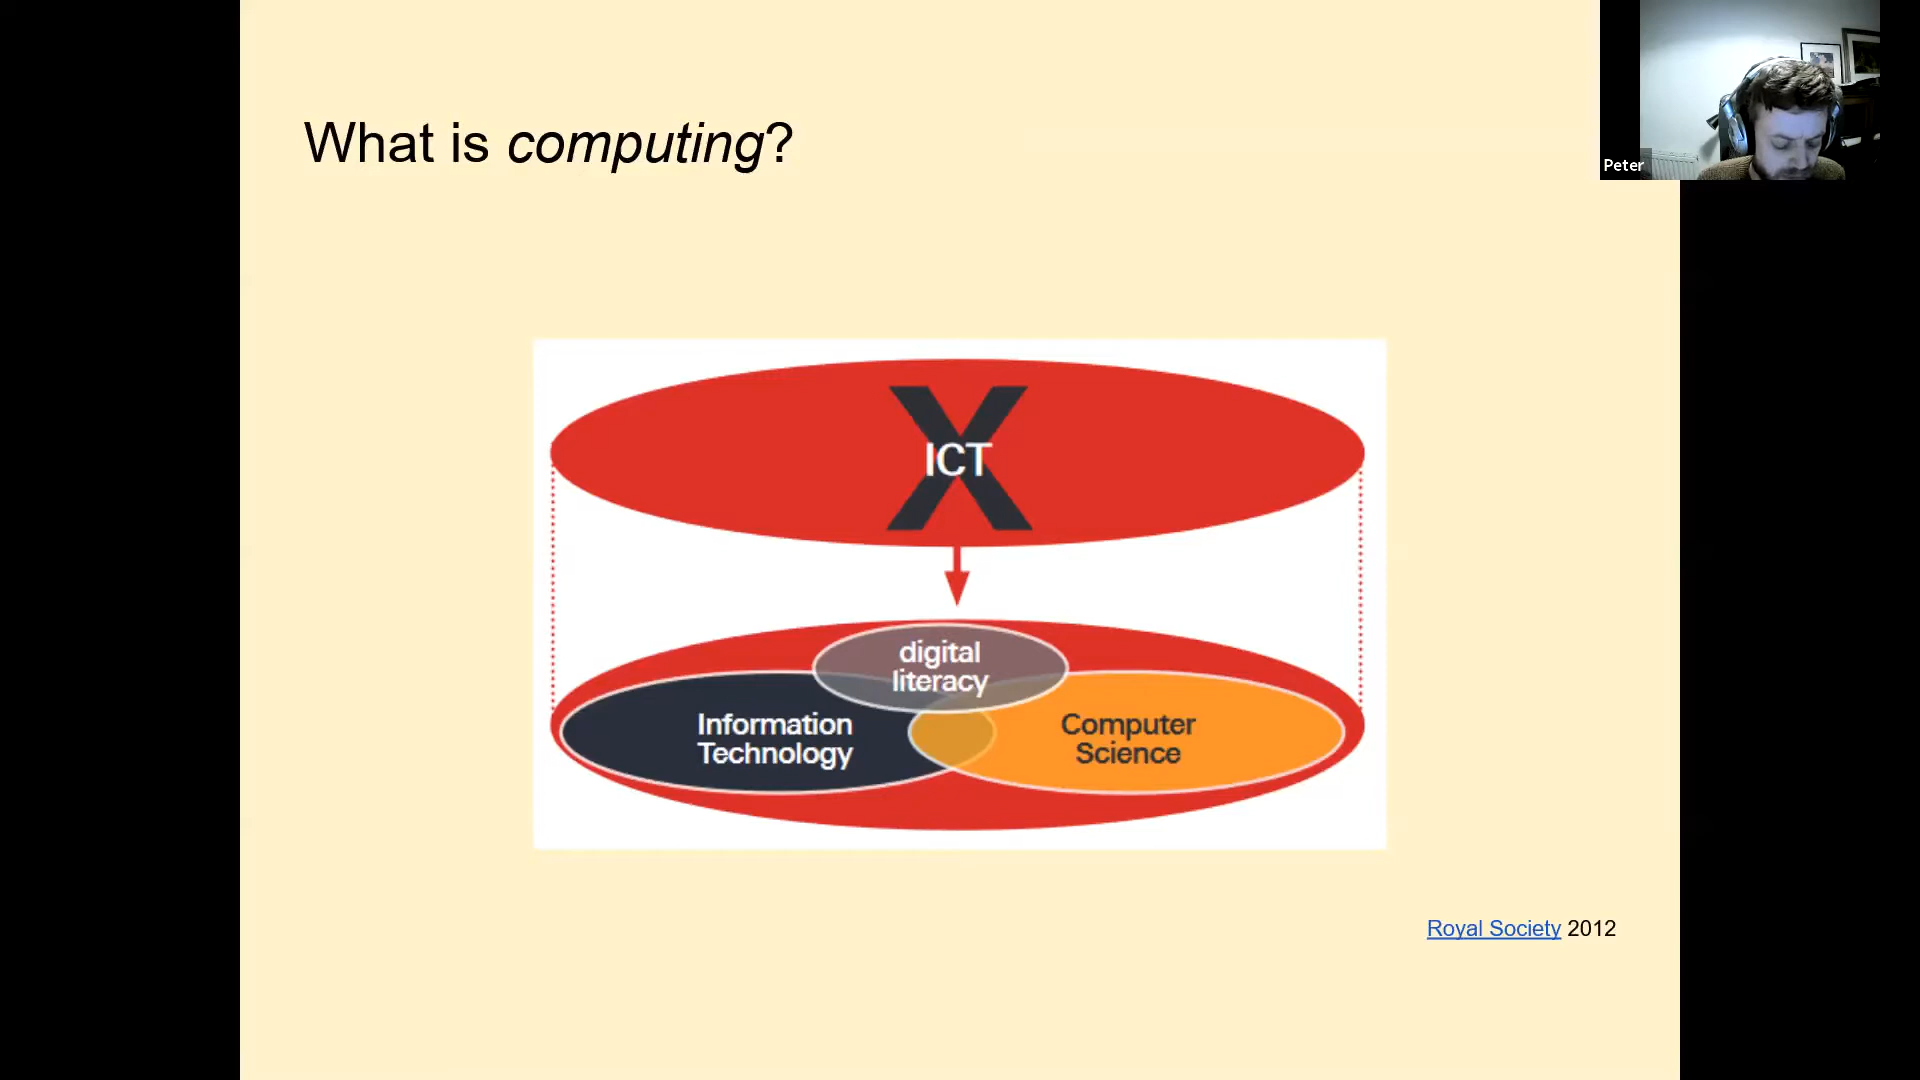 What is computing?
Peter
X
ICT
digital
literacy
Information
Technology
Computer
Science
Royal Society 2012